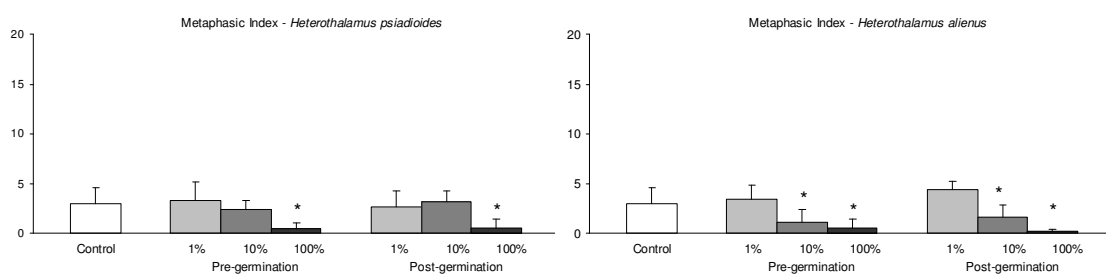 Metaphasic Index - Heterothalamus psiadioides
20
15
10
5
0
* *
Control 1% 10% 100% 1% 10% 100%
Pre-germination Post-germination
Metaphasic Index - Heterothalamus alienus
20
15
10
5
0
* * * *
Control 1% 10% 100% 1% 10% 100%
Pre-germination Post-germination